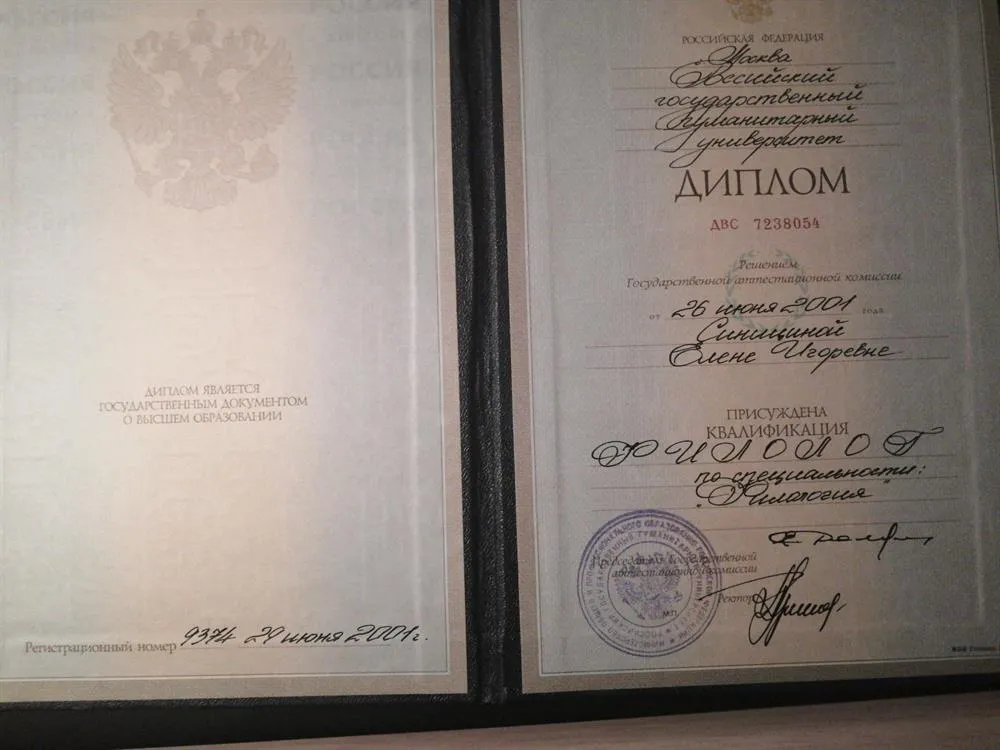 ДИПЛОМ ЯВЛЯЕТСЯ
ГОСУДАРСТВЕННЫМ ДОКУМЕНТОМ
О ВЫСШЕМ ОБРАЗОВАНИИ
Регистрационный номер 9374 29 июня 2001г.
РОССИЙСКАЯ ФЕДЕРАЦИЯ
г. Москва
Российский
государственный
гуманитарный
университет
ДИПЛОМ
ДВС 7238054
Решением
Государственной аттестационной комиссии
от 26 июня 2001 года
Синициной
Елене Игоревне
ПРИСУЖДЕНА
КВАЛИФИКАЦИЯ
ФИЛОЛОГ
по специальности:
"Филология"
Председатель Государственной
аттестационной комиссии
Ректор
М.П.